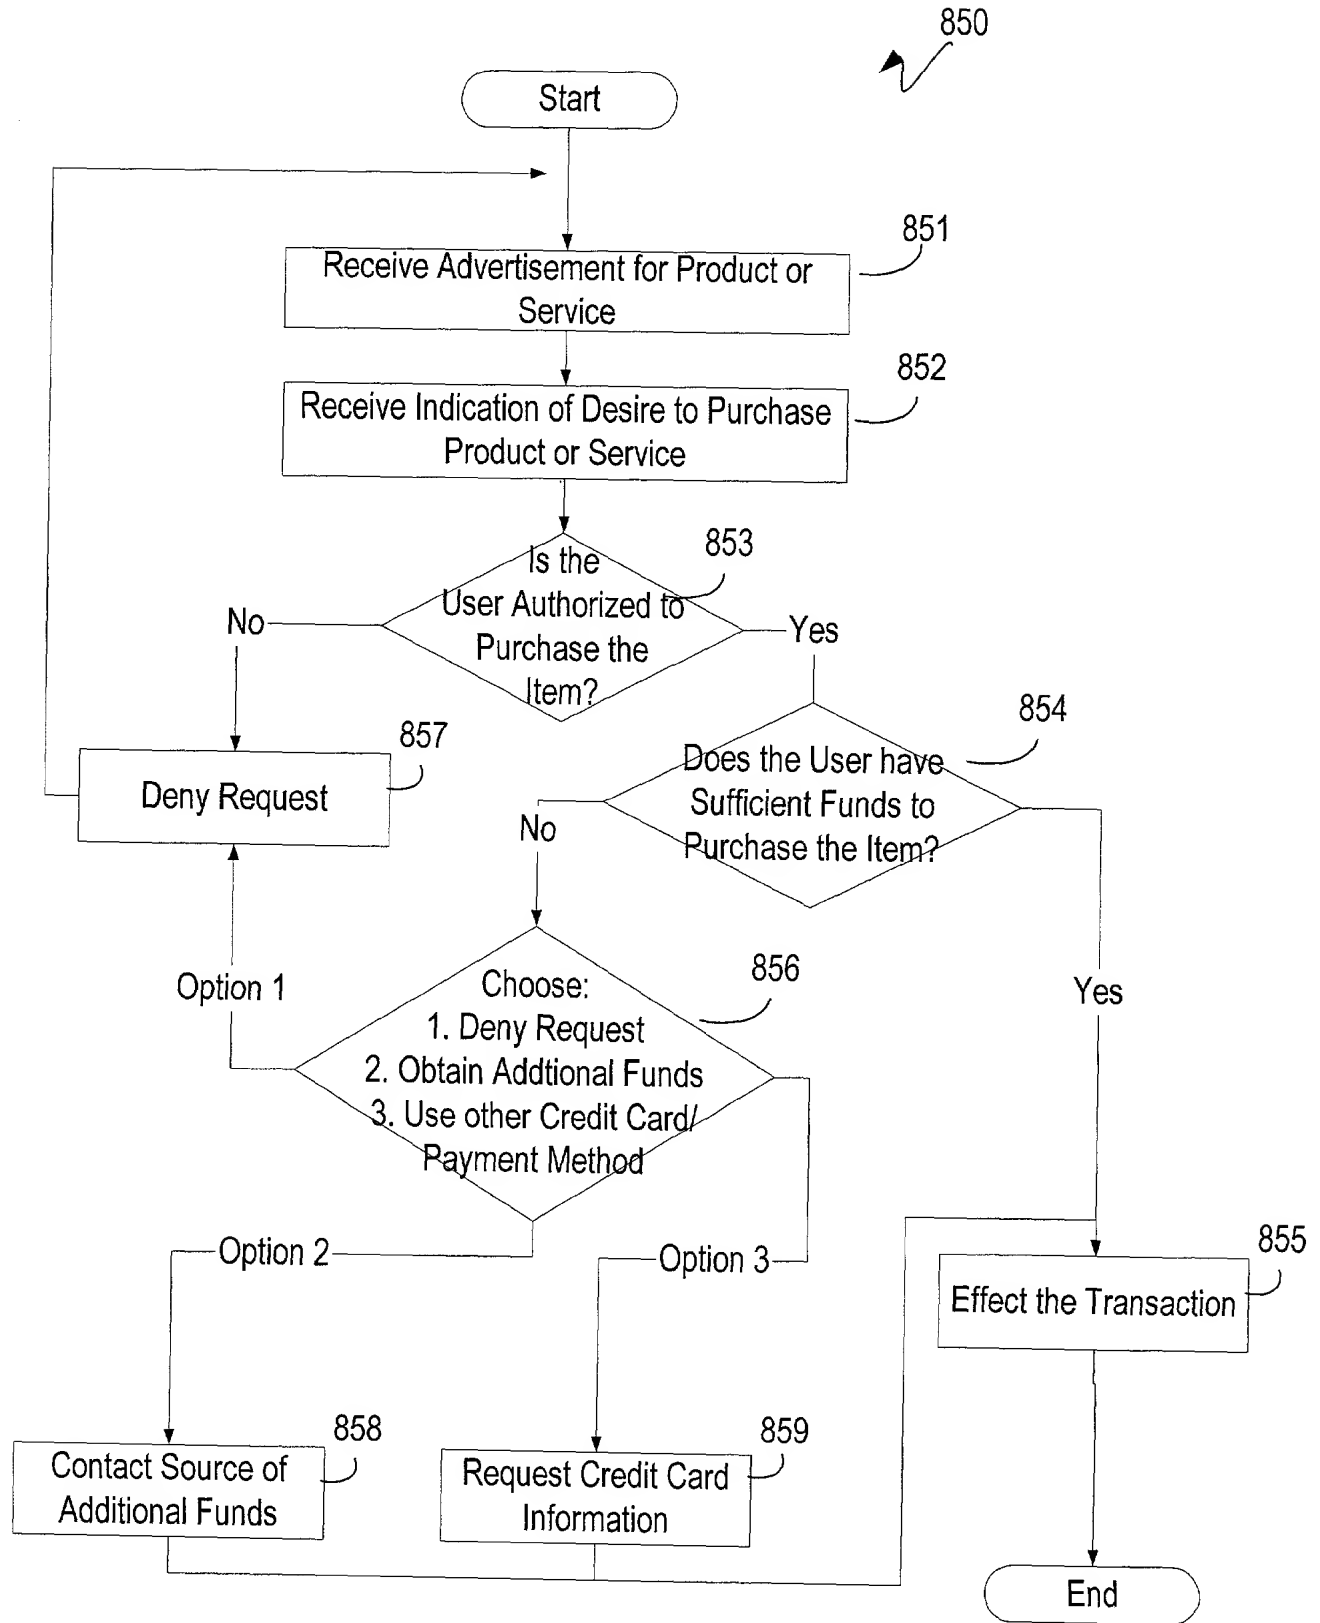 850
Start
851
Receive Advertisement for Product or
Service
852
Receive Indication of Desire to Purchase
Product or Service
853
Is the
User Authorized to
Purchase the
Item?
No
Yes
857
Deny Request
854
Does the User have
Sufficient Funds to
Purchase the Item?
No
Yes
Option 1
856
Choose:
1. Deny Request
2. Obtain Addtional Funds
3. Use other Credit Card/
Payment Method
Option 2
Option 3
855
Effect the Transaction
858
Contact Source of
Additional Funds
859
Request Credit Card
Information
End